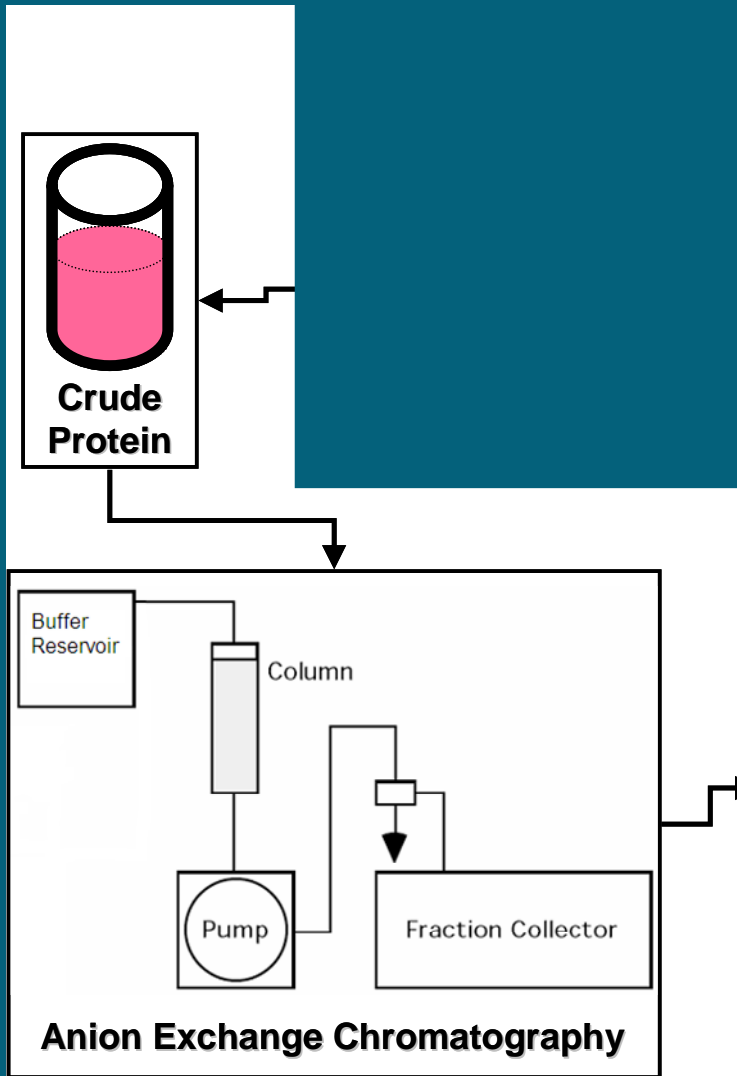 Crude
Protein
Buffer
Reservoir
Column
Pump
Fraction Collector
Anion Exchange Chromatography